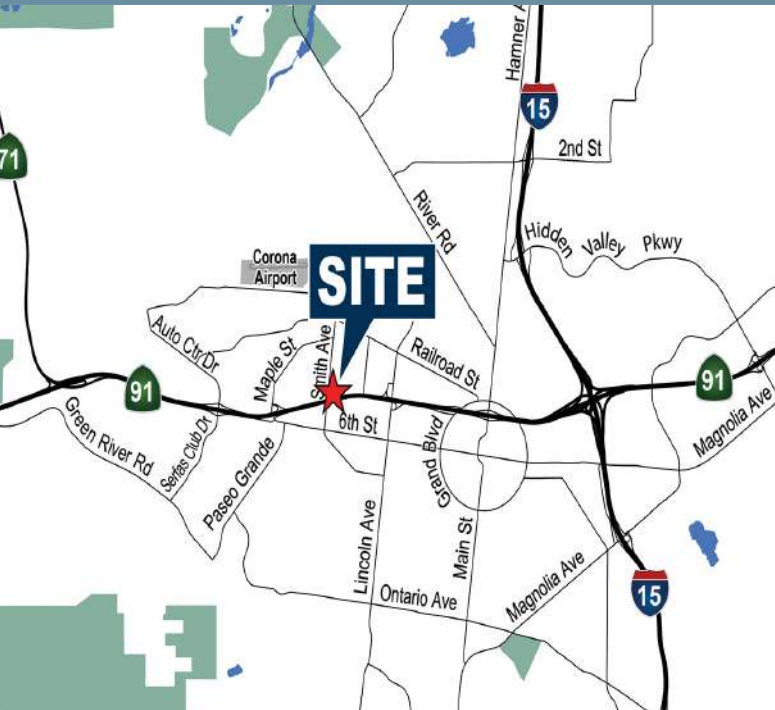 Hamner A
15
2nd St
71
River Rd
Hidden Valley Pkwy
Corona
Airport
SITE
Auto Ctr Dr
Maple St
Smith Ave
Railroad St
91
91
6th St
Green River Rd
Serfas Club Dr
Paseo Grande
Grand Blvd
Magnolia Ave
Lincoln Ave
Main St
Ontario Ave
Magnolia Ave
15